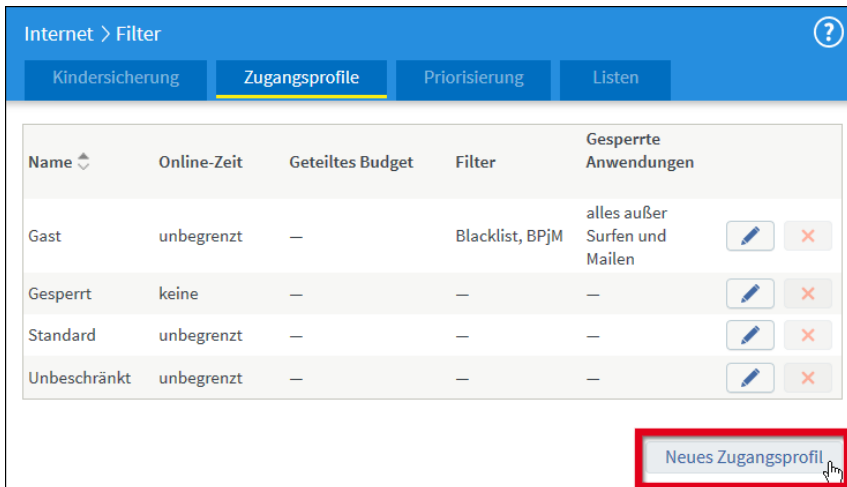 Internet > Filter
?
Kindersicherung Zugangsprofile Priorisierung Listen
Name Online-Zeit Geteiltes Budget Filter Gesperrte Anwendungen
Gast unbegrenzt — Blacklist, BPjM alles außer Surfen und Mailen
Gesperrt keine — — —
Standard unbegrenzt — — —
Unbeschränkt unbegrenzt — — —
Neues Zugangsprofil